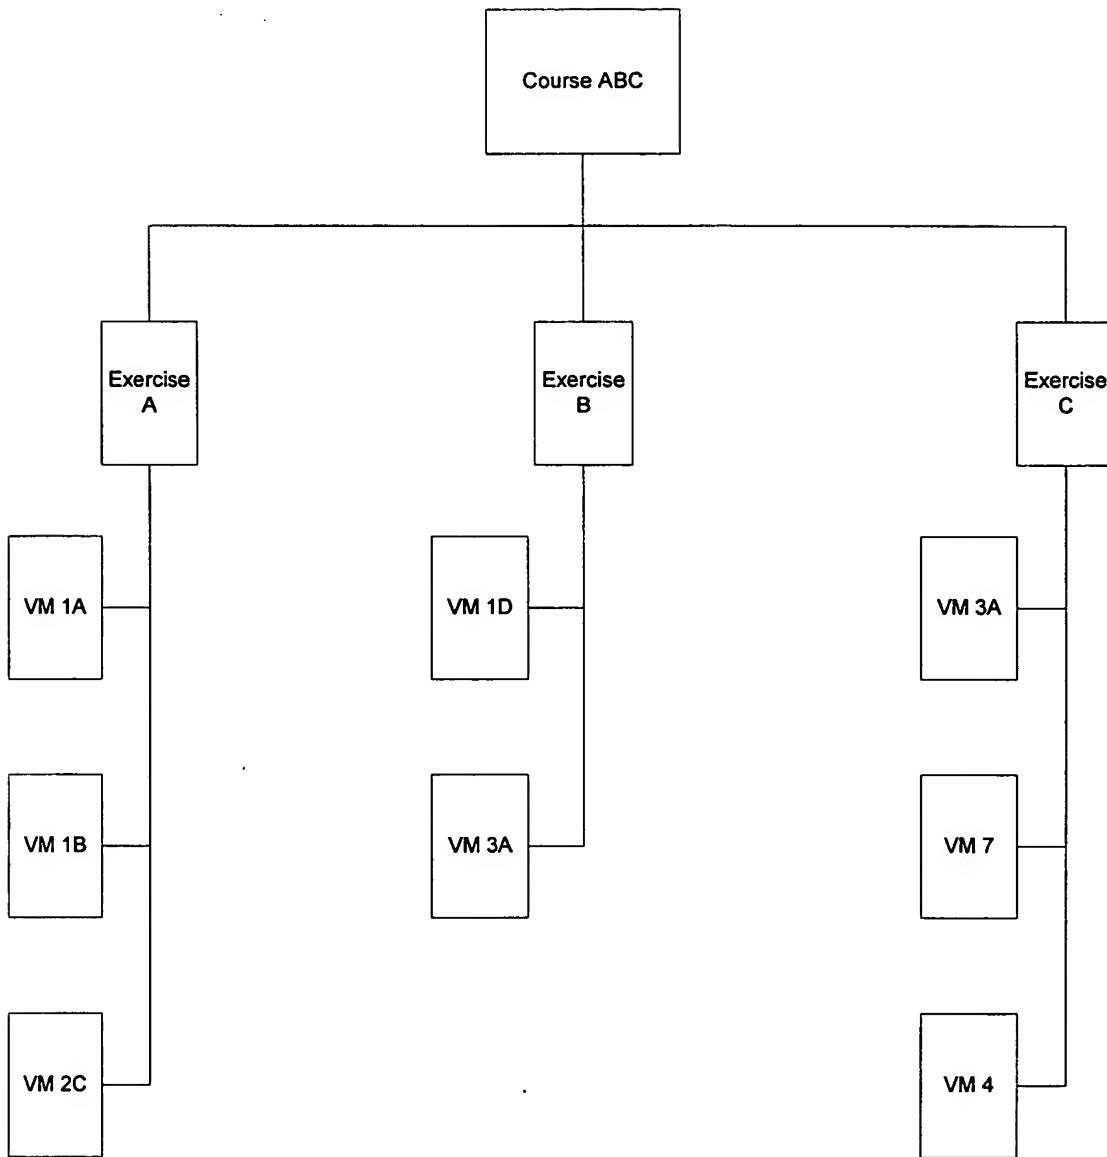 Course ABC
Exercise
A
Exercise
B
Exercise
C
VM 1A
VM 1D
VM 3A
VM 1B
VM 3A
VM 7
VM 2C
VM 4